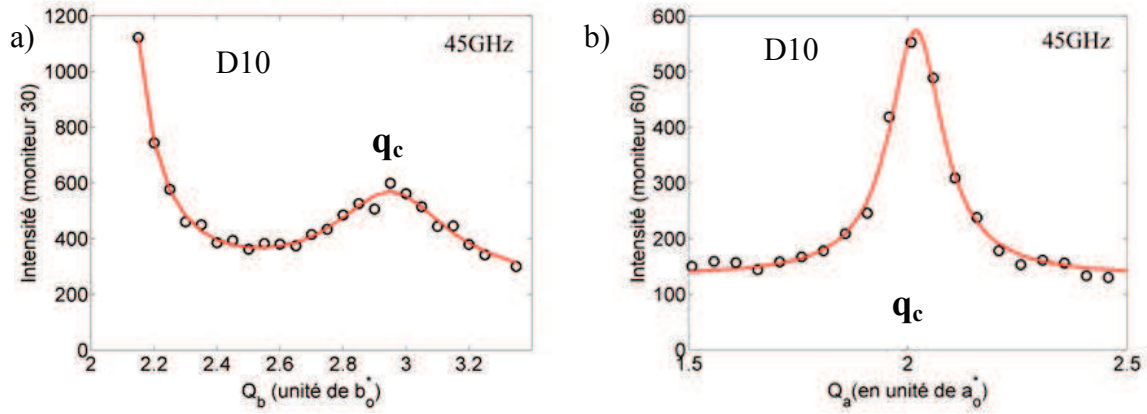 a)
D10
45GHz
q_c
Intensité (moniteur 30)
1200
1000
800
600
400
200
0
2
2.2
2.4
2.6
2.8
3
3.2
Q_b (unité de b_o^*)
b)
D10
45GHz
q_c
Intensité (moniteur 60)
600
500
400
300
200
100
0
1.5
2
2.5
Q_a(en unité de a_o^*)